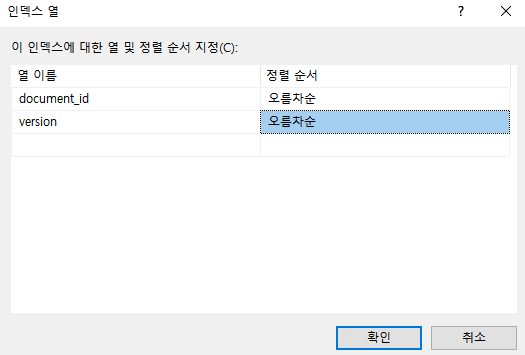 인덱스 열
?
이 인덱스에 대한 열 및 정렬 순서 지정(C):
열 이름 정렬 순서
document_id 오름차순
version 오름차순
확인 취소